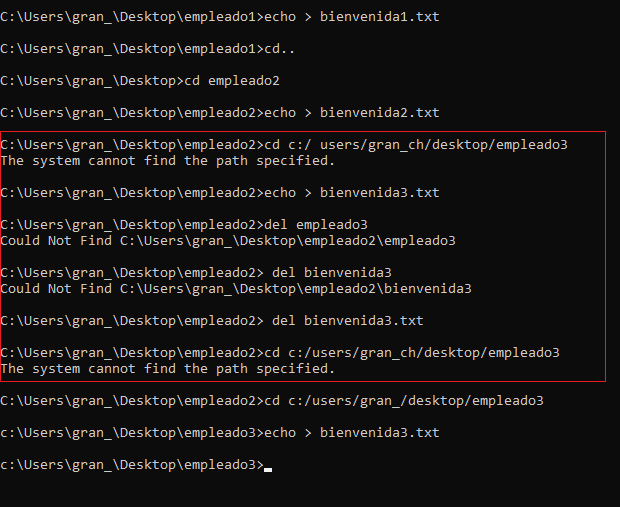 C:\Users\gran_\Desktop\empleado1>echo > bienvenida1.txt
C:\Users\gran_\Desktop\empleado1>cd..
C:\Users\gran_\Desktop>cd empleado2
C:\Users\gran_\Desktop\empleado2>echo > bienvenida2.txt
C:\Users\gran_\Desktop\empleado2>cd c:/ users/gran_ch/desktop/empleado3
The system cannot find the path specified.
C:\Users\gran_\Desktop\empleado2>echo > bienvenida3.txt
C:\Users\gran_\Desktop\empleado2>del empleado3
Could Not Find C:\Users\gran_\Desktop\empleado2\empleado3
C:\Users\gran_\Desktop\empleado2> del bienvenida3
Could Not Find C:\Users\gran_\Desktop\empleado2\bienvenida3
C:\Users\gran_\Desktop\empleado2> del bienvenida3.txt
C:\Users\gran_\Desktop\empleado2>cd c:/users/gran_ch/desktop/empleado3
The system cannot find the path specified.
C:\Users\gran_\Desktop\empleado2>cd c:/users/gran_/desktop/empleado3
c:\Users\gran_\Desktop\empleado3>echo > bienvenida3.txt
c:\Users\gran_\Desktop\empleado3>